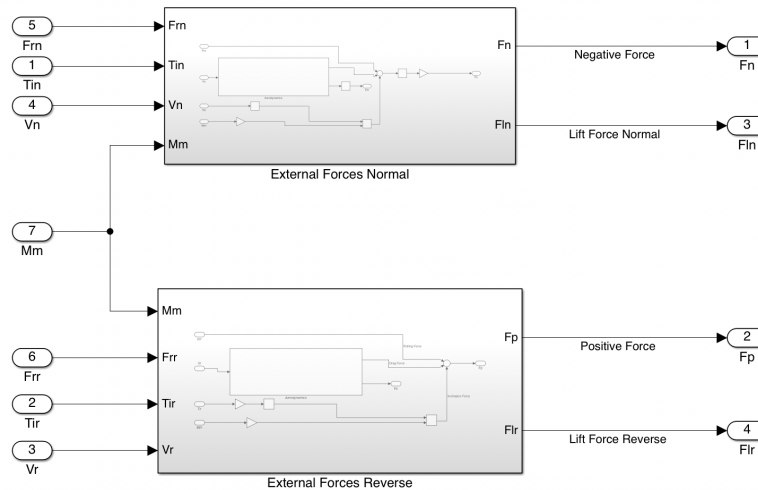 5
Frn
1
Tin
4
Vn
7
Mm
Frn
Tin
Vn
Mm
Fn
Fln
External Forces Normal
Negative Force
Lift Force Normal
1
Fn
3
Fln
6
Frr
2
Tir
3
Vr
Mm
Frr
Tir
Vr
Fp
Flr
External Forces Reverse
Positive Force
Lift Force Reverse
2
Fp
4
Flr